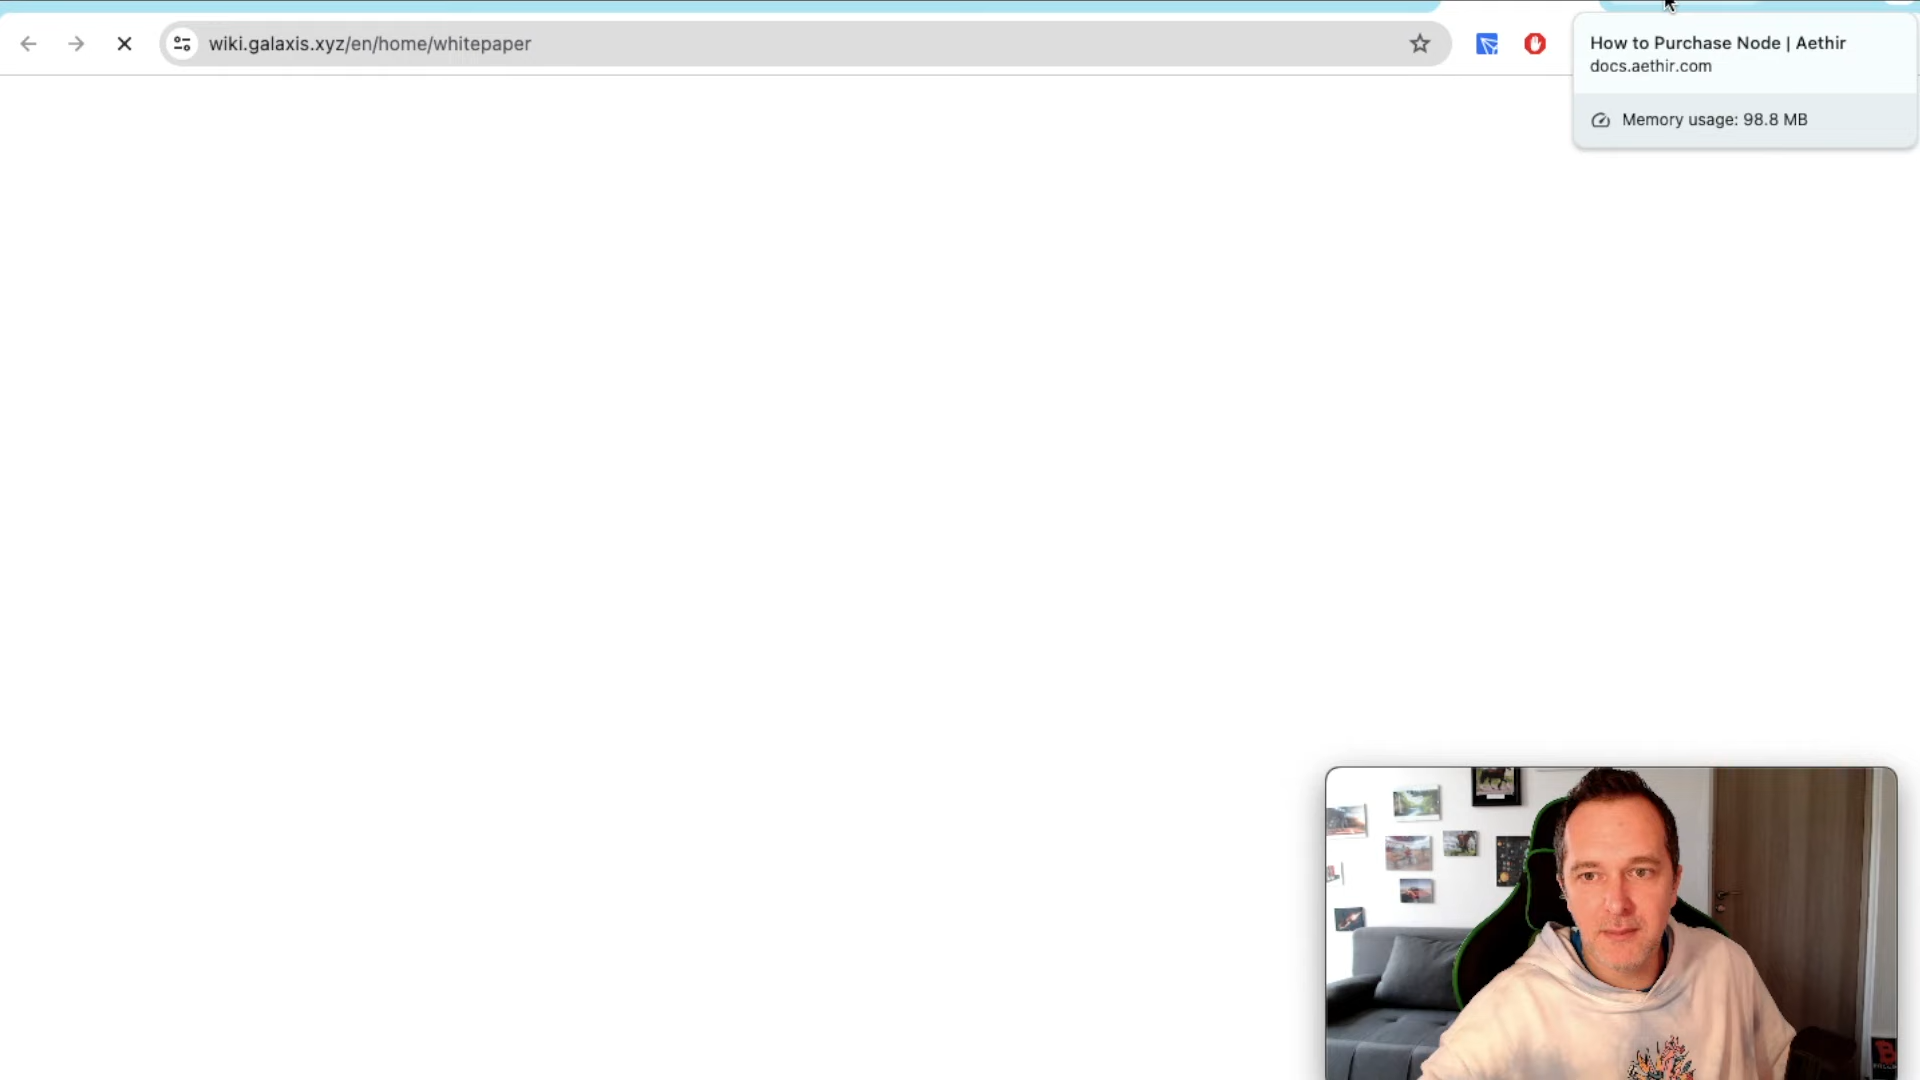 wiki.galaxis.xyz/en/home/whitepaper
How to Purchase Node | Aethir
docs.aethir.com
Memory usage: 98.8 MB